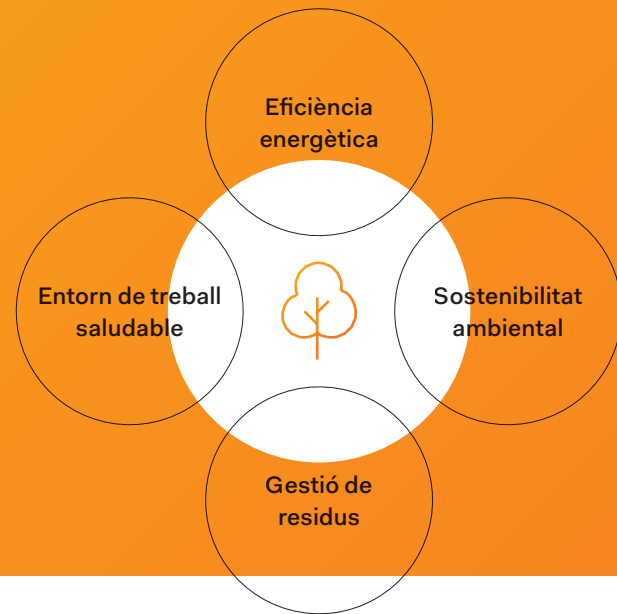 Eficiència
energètica
Entorn de treball
saludable
Sostenibilitat
ambiental
Gestió de
residus